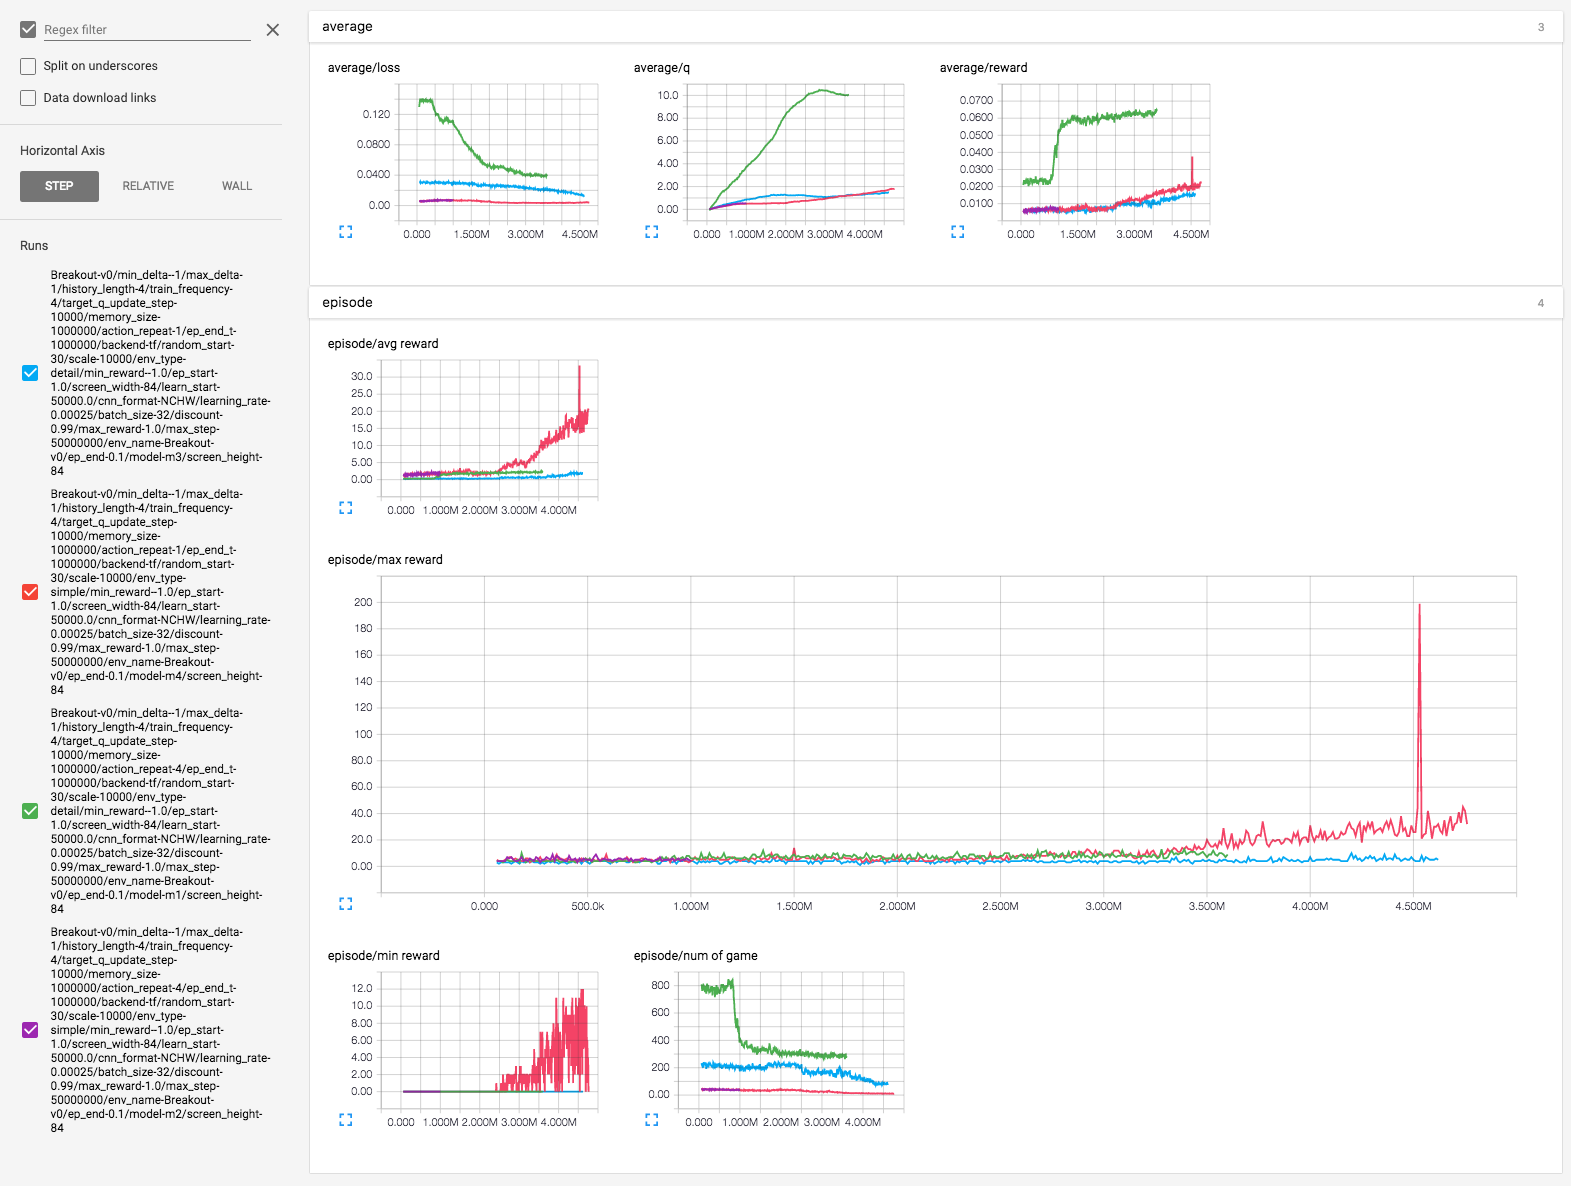 Regex filter
Split on underscores
Data download links
Horizontal Axis
STEP RELATIVE WALL
Runs
Breakout-v0/min_delta--1/max_delta-
1/history_length-4/train_frequency-
4/target_q_update_step-
10000/memory_size-
1000000/action_repeat-1/ep_end_t-
1000000/backend-tf/random_start-
30/scale-10000/env_type-
detail/min_reward--1.0/ep_start-
1.0/screen_width-84/learn_start-
50000.0/cnn_format-NCHW/learning_rate-
0.00025/batch_size-32/discount-
0.99/max_reward-1.0/max_step-
50000000/env_name-Breakout-
v0/ep_end-0.1/model-m3/screen_height-
84
Breakout-v0/min_delta--1/max_delta-
1/history_length-4/train_frequency-
4/target_q_update_step-
10000/memory_size-
1000000/action_repeat-1/ep_end_t-
1000000/backend-tf/random_start-
30/scale-10000/env_type-
simple/min_reward--1.0/ep_start-
1.0/screen_width-84/learn_start-
50000.0/cnn_format-NCHW/learning_rate-
0.00025/batch_size-32/discount-
0.99/max_reward-1.0/max_step-
50000000/env_name-Breakout-
v0/ep_end-0.1/model-m4/screen_height-
84
Breakout-v0/min_delta--1/max_delta-
1/history_length-4/train_frequency-
4/target_q_update_step-
10000/memory_size-
1000000/action_repeat-4/ep_end_t-
1000000/backend-tf/random_start-
30/scale-10000/env_type-
detail/min_reward--1.0/ep_start-
1.0/screen_width-84/learn_start-
50000.0/cnn_format-NCHW/learning_rate-
0.00025/batch_size-32/discount-
0.99/max_reward-1.0/max_step-
50000000/env_name-Breakout-
v0/ep_end-0.1/model-m1/screen_height-
84
Breakout-v0/min_delta--1/max_delta-
1/history_length-4/train_frequency-
4/target_q_update_step-
10000/memory_size-
1000000/action_repeat-4/ep_end_t-
1000000/backend-tf/random_start-
30/scale-10000/env_type-
simple/min_reward--1.0/ep_start-
1.0/screen_width-84/learn_start-
50000.0/cnn_format-NCHW/learning_rate-
0.00025/batch_size-32/discount-
0.99/max_reward-1.0/max_step-
50000000/env_name-Breakout-
v0/ep_end-0.1/model-m2/screen_height-
84
average 3
average/loss
0.120
0.0800
0.0400
0.00
0.000 1.500M 3.000M 4.500M
average/q
10.0
8.00
6.00
4.00
2.00
0.00
0.000 1.000M 2.000M 3.000M 4.000M
average/reward
0.0700
0.0600
0.0500
0.0400
0.0300
0.0200
0.0100
0.000 1.500M 3.000M 4.500M
episode 4
episode/avg reward
30.0
25.0
20.0
15.0
10.0
5.00
0.00
0.000 1.000M 2.000M 3.000M 4.000M
episode/max reward
200
180
160
140
120
100
80.0
60.0
40.0
20.0
0.00
0.000 500.0k 1.000M 1.500M 2.000M 2.500M 3.000M 3.500M 4.000M 4.500M
episode/min reward
12.0
10.0
8.00
6.00
4.00
2.00
0.00
0.000 1.000M 2.000M 3.000M 4.000M
episode/num of game
800
600
400
200
0.00
0.000 1.000M 2.000M 3.000M 4.000M